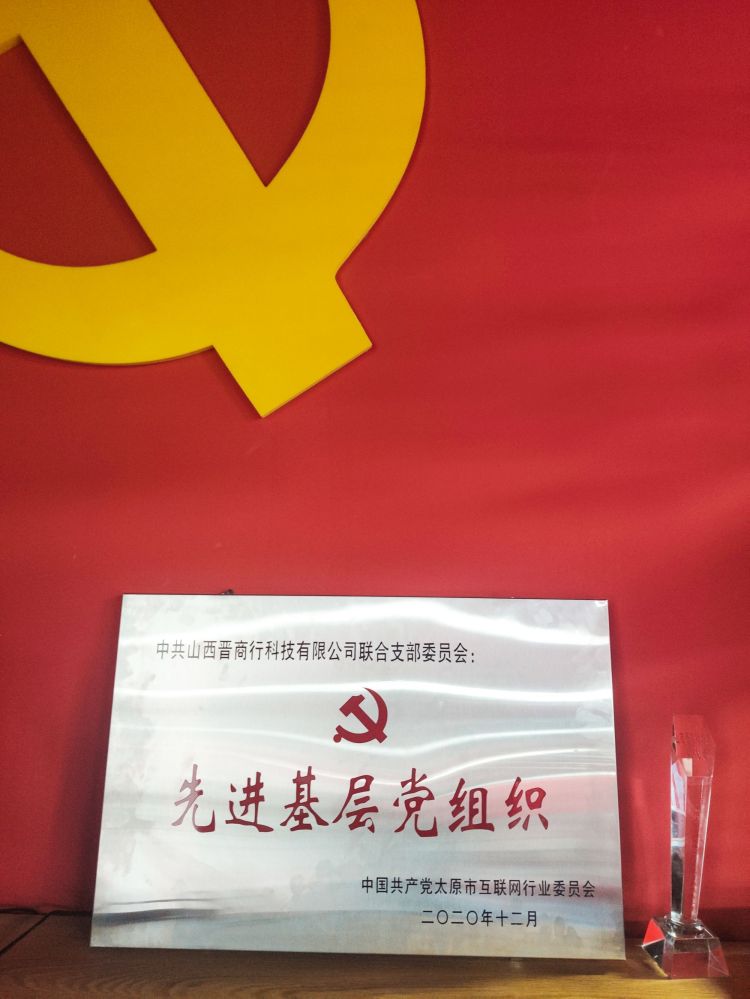 中共山西晋商行科技有限公司联合支部委员会：
先进基层党组织
中国共产党太原市互联网行业委员会
二〇二〇年十二月